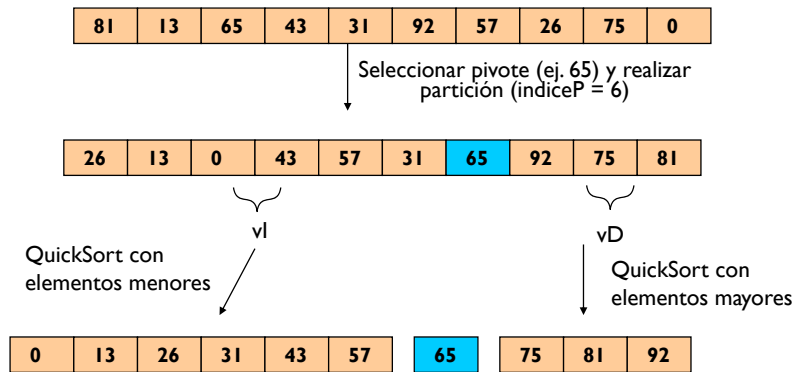 81 13 65 43 31 92 57 26 75 0
Seleccionar pivote (ej. 65) y realizar
partición (indiceP = 6)
26 13 0 43 57 31 65 92 75 81
vI
vD
QuickSort con
elementos menores
QuickSort con
elementos mayores
0 13 26 31 43 57 65 75 81 92